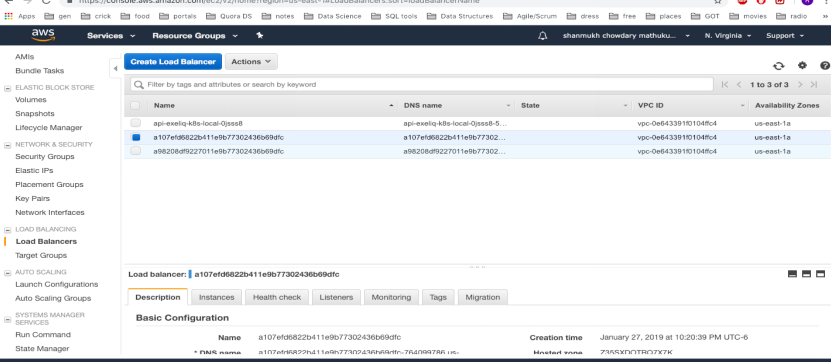 https://console.aws.amazon.com/ec2/v2/home?region=us-east-1#LoadBalancers:sort=loadBalancerName
Apps gen crick food portals Quora DS notes Data Science SQL tools Data Structures Agile/Scrum dress free places GOT movies radio »
aws Services Resource Groups shanmukh chowdary mathuku... N. Virginia Support
AMIs
Bundle Tasks
ELASTIC BLOCK STORE
Volumes
Snapshots
Lifecycle Manager
NETWORK & SECURITY
Security Groups
Elastic IPs
Placement Groups
Key Pairs
Network Interfaces
LOAD BALANCING
Load Balancers
Target Groups
AUTO SCALING
Launch Configurations
Auto Scaling Groups
SYSTEMS MANAGER
SERVICES
Run Command
State Manager
Create Load Balancer Actions
Filter by tags and attributes or search by keyword 1 to 3 of 3
Name DNS name State VPC ID Availability Zones
api-exeliq-k8s-local-0jsss8 api-exeliq-k8s-local-0jsss8-5... vpc-0e643391f0104ffc4 us-east-1a
a107efd6822b411e9b77302436b69dfc a107efd6822b411e9b77302... vpc-0e643391f0104ffc4 us-east-1a
a98208df9227011e9b77302436b69dfc a98208df9227011e9b77302... vpc-0e643391f0104ffc4 us-east-1a
Load balancer: a107efd6822b411e9b77302436b69dfc
Description Instances Health check Listeners Monitoring Tags Migration
Basic Configuration
Name a107efd6822b411e9b77302436b69dfc Creation time January 27, 2019 at 10:20:39 PM UTC-6
* DNS name a107efd6822b411e9b77302436b69dfc-764099786.us- Hosted zone Z35SXDOTRQ7X7K